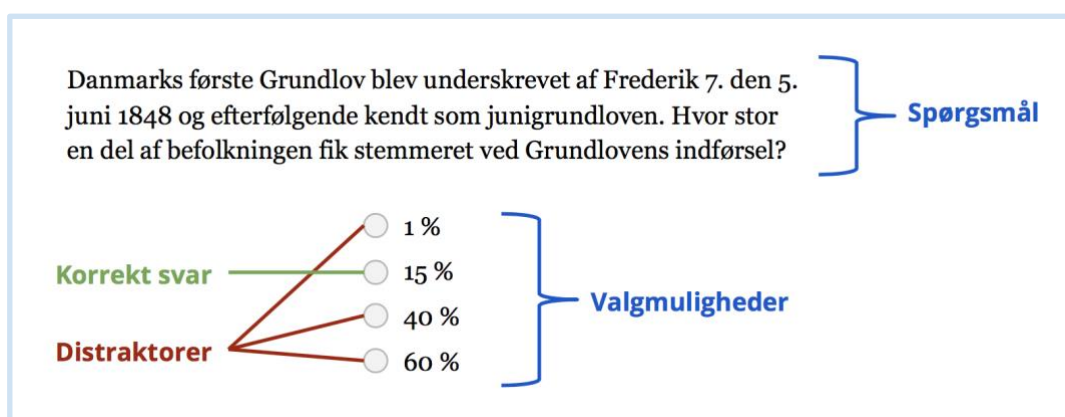 Danmarks første Grundlov blev underskrevet af Frederik 7. den 5.
juni 1848 og efterfølgende kendt som junigrundloven. Hvor stor
en del af befolkningen fik stemmeret ved Grundlovens indførsel?
Spørgsmål
1 %
Korrekt svar
15 %
Valgmuligheder
40 %
Distraktorer
60 %